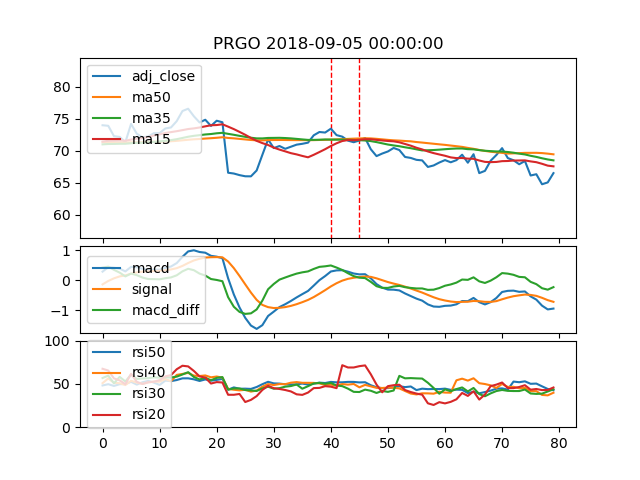 PRGO 2018-09-05 00:00:00
80
75
70
65
60
adj_close
ma50
ma35
ma15
1
0
−1
macd
signal
macd_diff
100
50
0
rsi50
rsi40
rsi30
rsi20
0 10 20 30 40 50 60 70 80